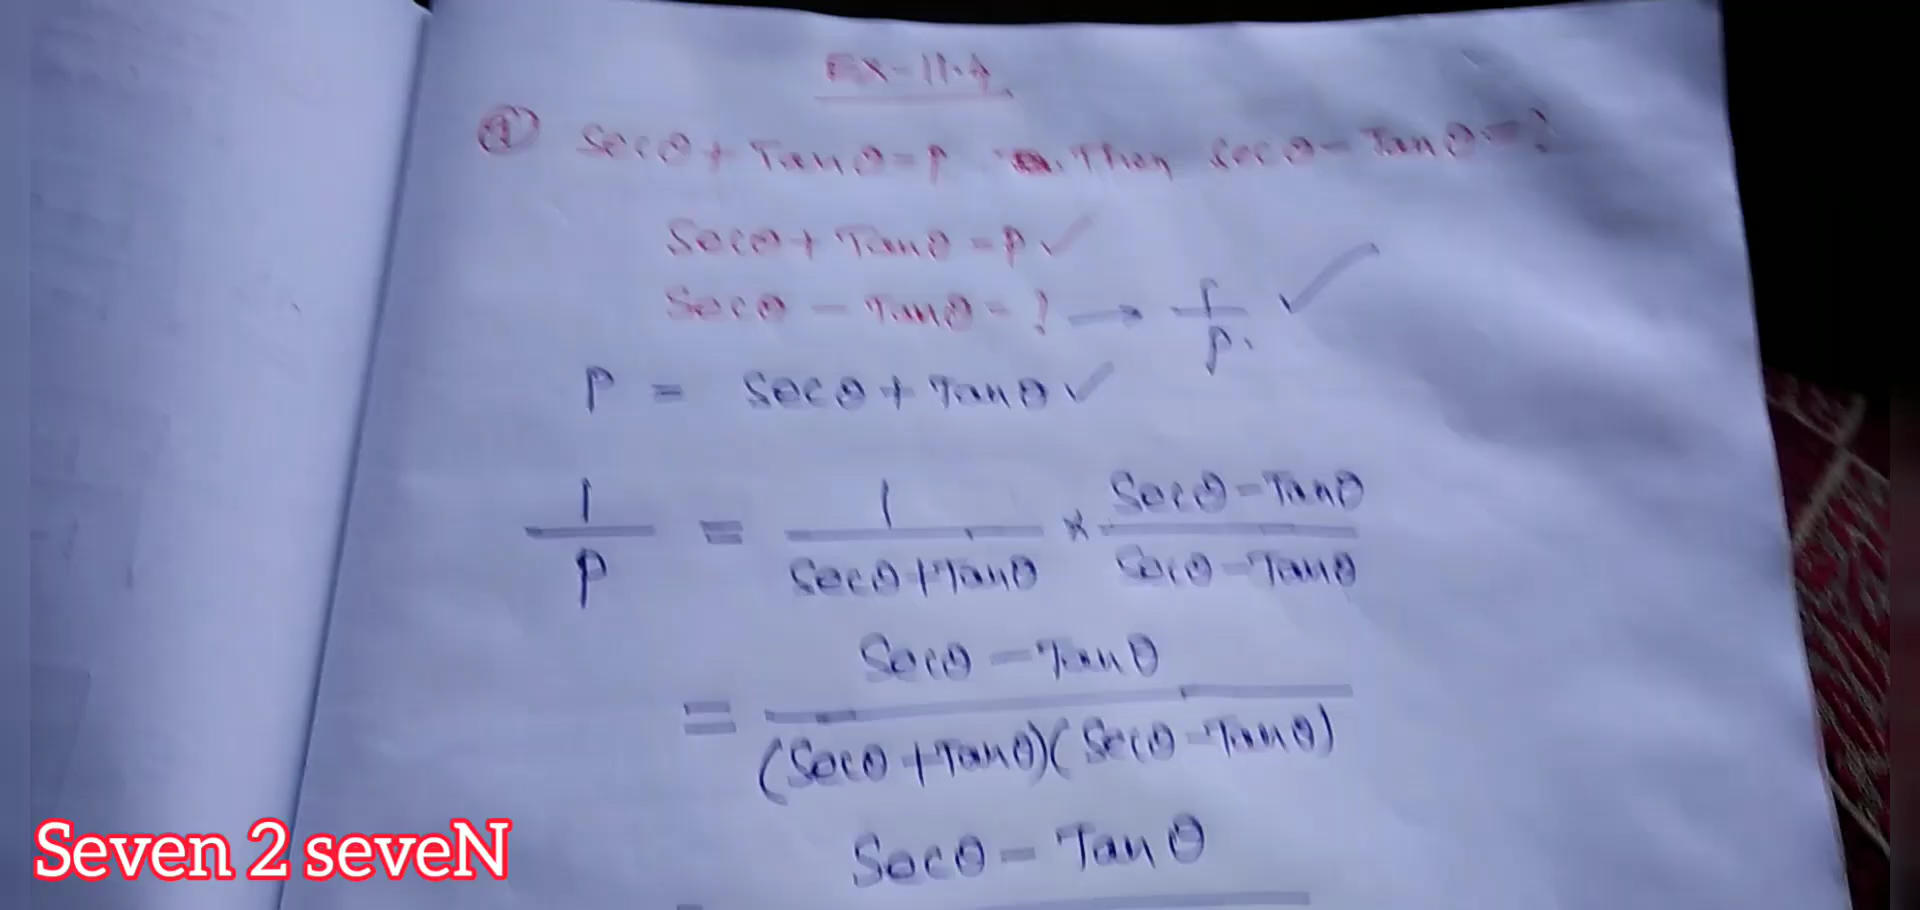 EX-11.4
① Secθ + Tanθ = P. Then Secθ - Tanθ = ?
Secθ + Tanθ = P ✓
Secθ - Tanθ = ? → 1/P. ✓
P = Secθ + Tanθ ✓
1/P = 1/(Secθ+Tanθ) × (Secθ-Tanθ)/(Secθ-Tanθ)
= Secθ - Tanθ
(Secθ+Tanθ)(Secθ-Tanθ)
Secθ - Tanθ
Seven 2 seveN